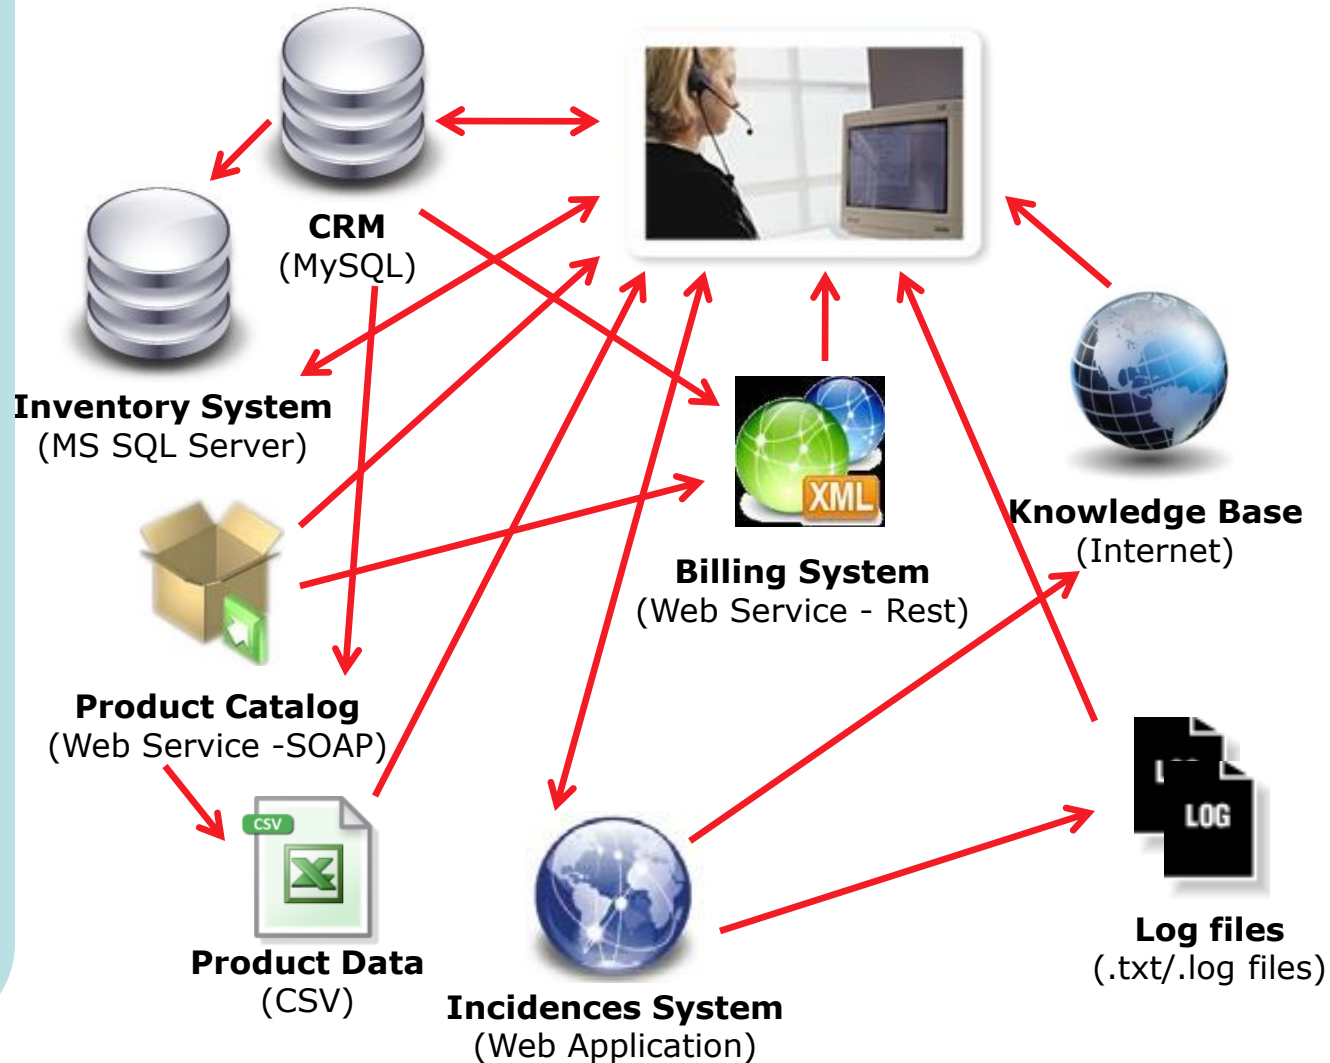 CRM
(MySQL)
Inventory System
(MS SQL Server)
XML
Knowledge Base
(Internet)
Billing System
(Web Service - Rest)
Product Catalog
(Web Service -SOAP)
LOG
CSV
Product Data
(CSV)
Log files
(.txt/.log files)
Incidences System
(Web Application)